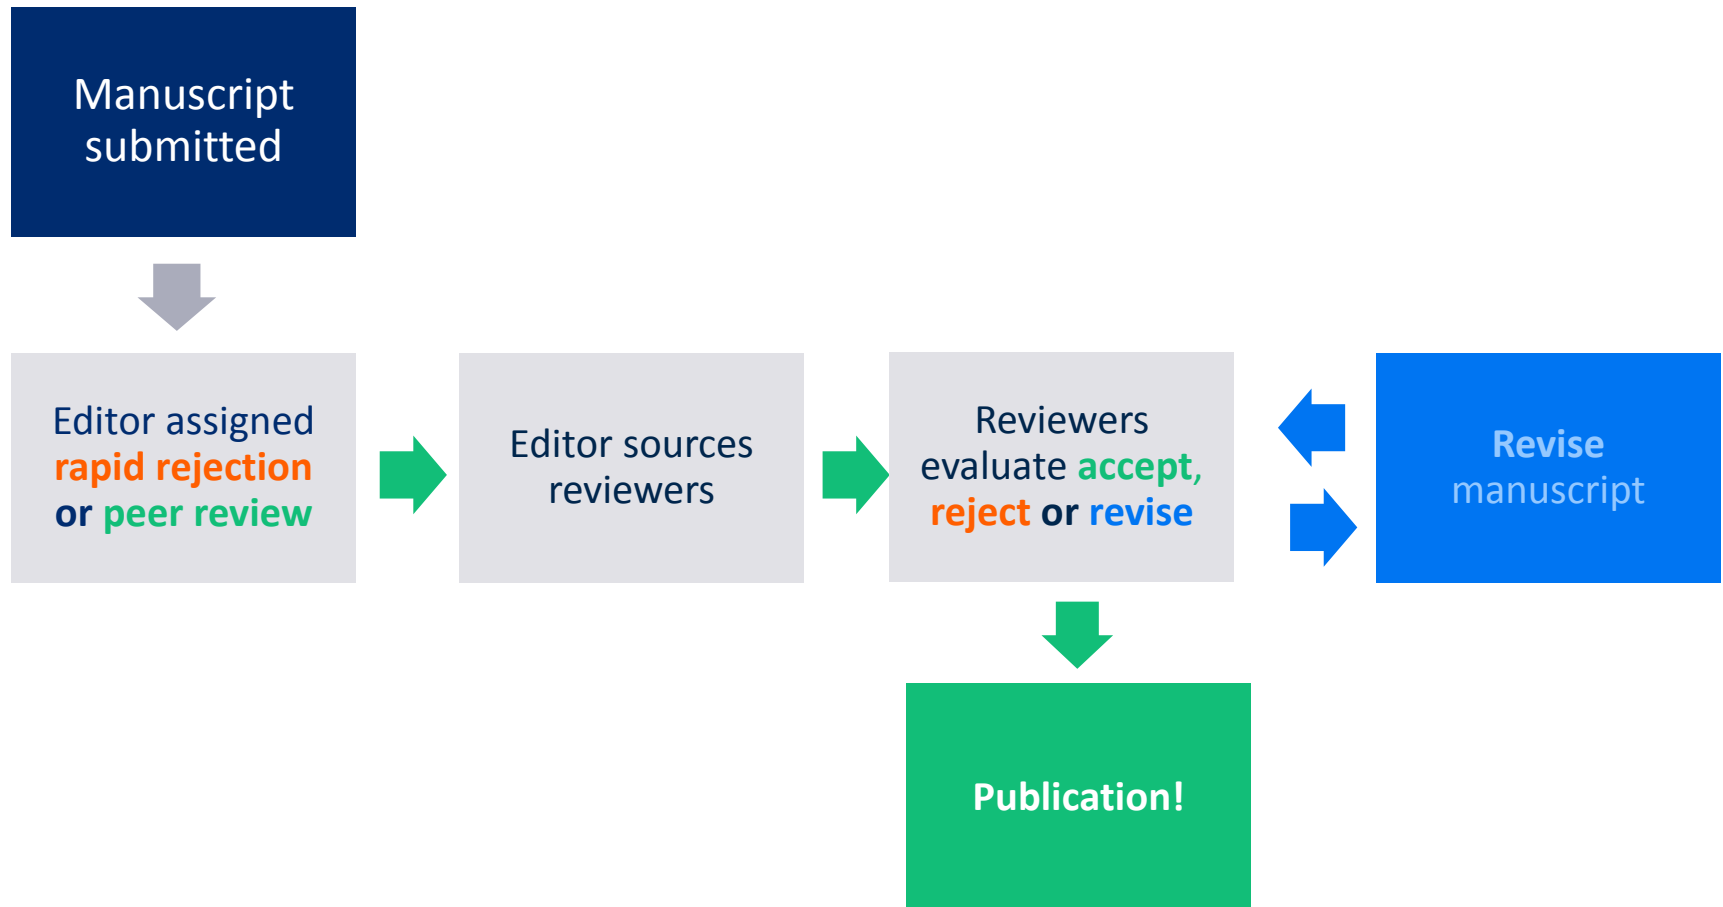 Manuscript
submitted
Editor assigned
rapid rejection
or peer review
Editor sources
reviewers
Reviewers
evaluate accept,
reject or revise
Revise
manuscript
Publication!